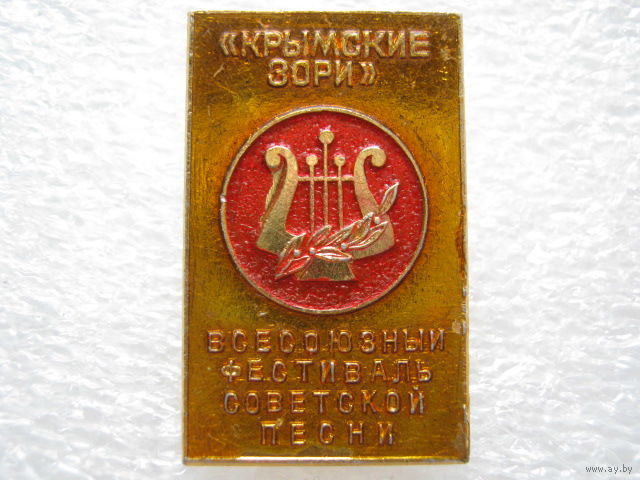 «КРЫМСКИЕ
ЗОРИ»
ВСЕСОЮЗНЫЙ
ФЕСТИВАЛЬ
СОВЕТСКОЙ
ПЕСНИ
www.ay.by